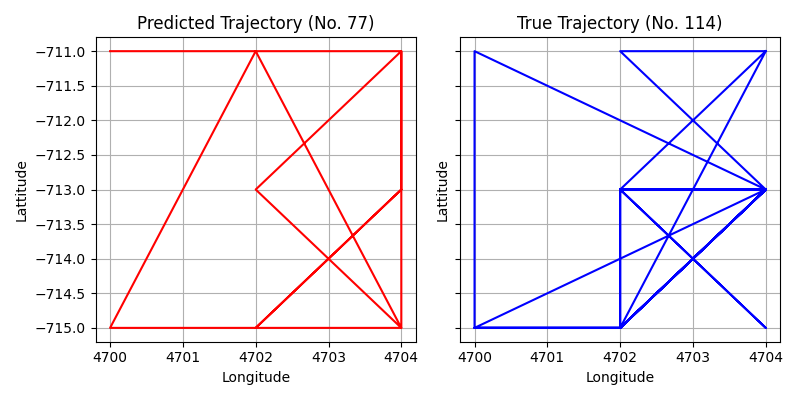 Predicted Trajectory (No. 77)
True Trajectory (No. 114)
Lattitude
−711.0
−711.5
−712.0
−712.5
−713.0
−713.5
−714.0
−714.5
−715.0
4700 4701 4702 4703 4704
Longitude
Lattitude
4700 4701 4702 4703 4704
Longitude